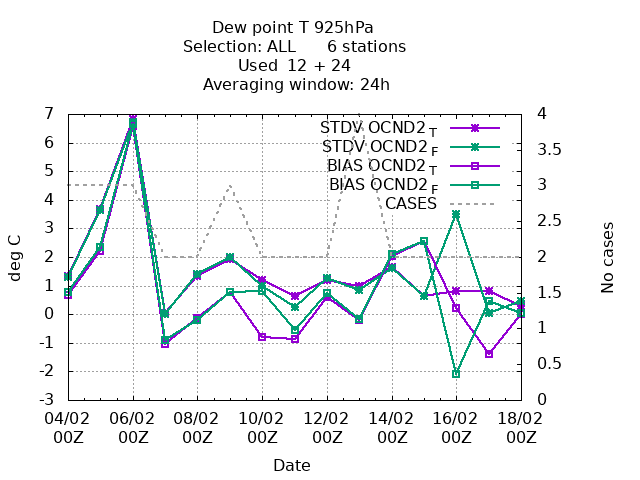 Dew point T 925hPa
Selection: ALL 6 stations
Used 12 + 24
Averaging window: 24h
7
6
5
4
3
2
1
0
-1
-2
-3
deg C
STDV OCND2 T
STDV OCND2 F
BIAS OCND2 T
BIAS OCND2 F
CASES
4
3.5
3
2.5
2
1.5
1
0.5
0
No cases
04/02 06/02 08/02 10/02 12/02 14/02 16/02 18/02
00Z 00Z 00Z 00Z 00Z 00Z 00Z 00Z
Date